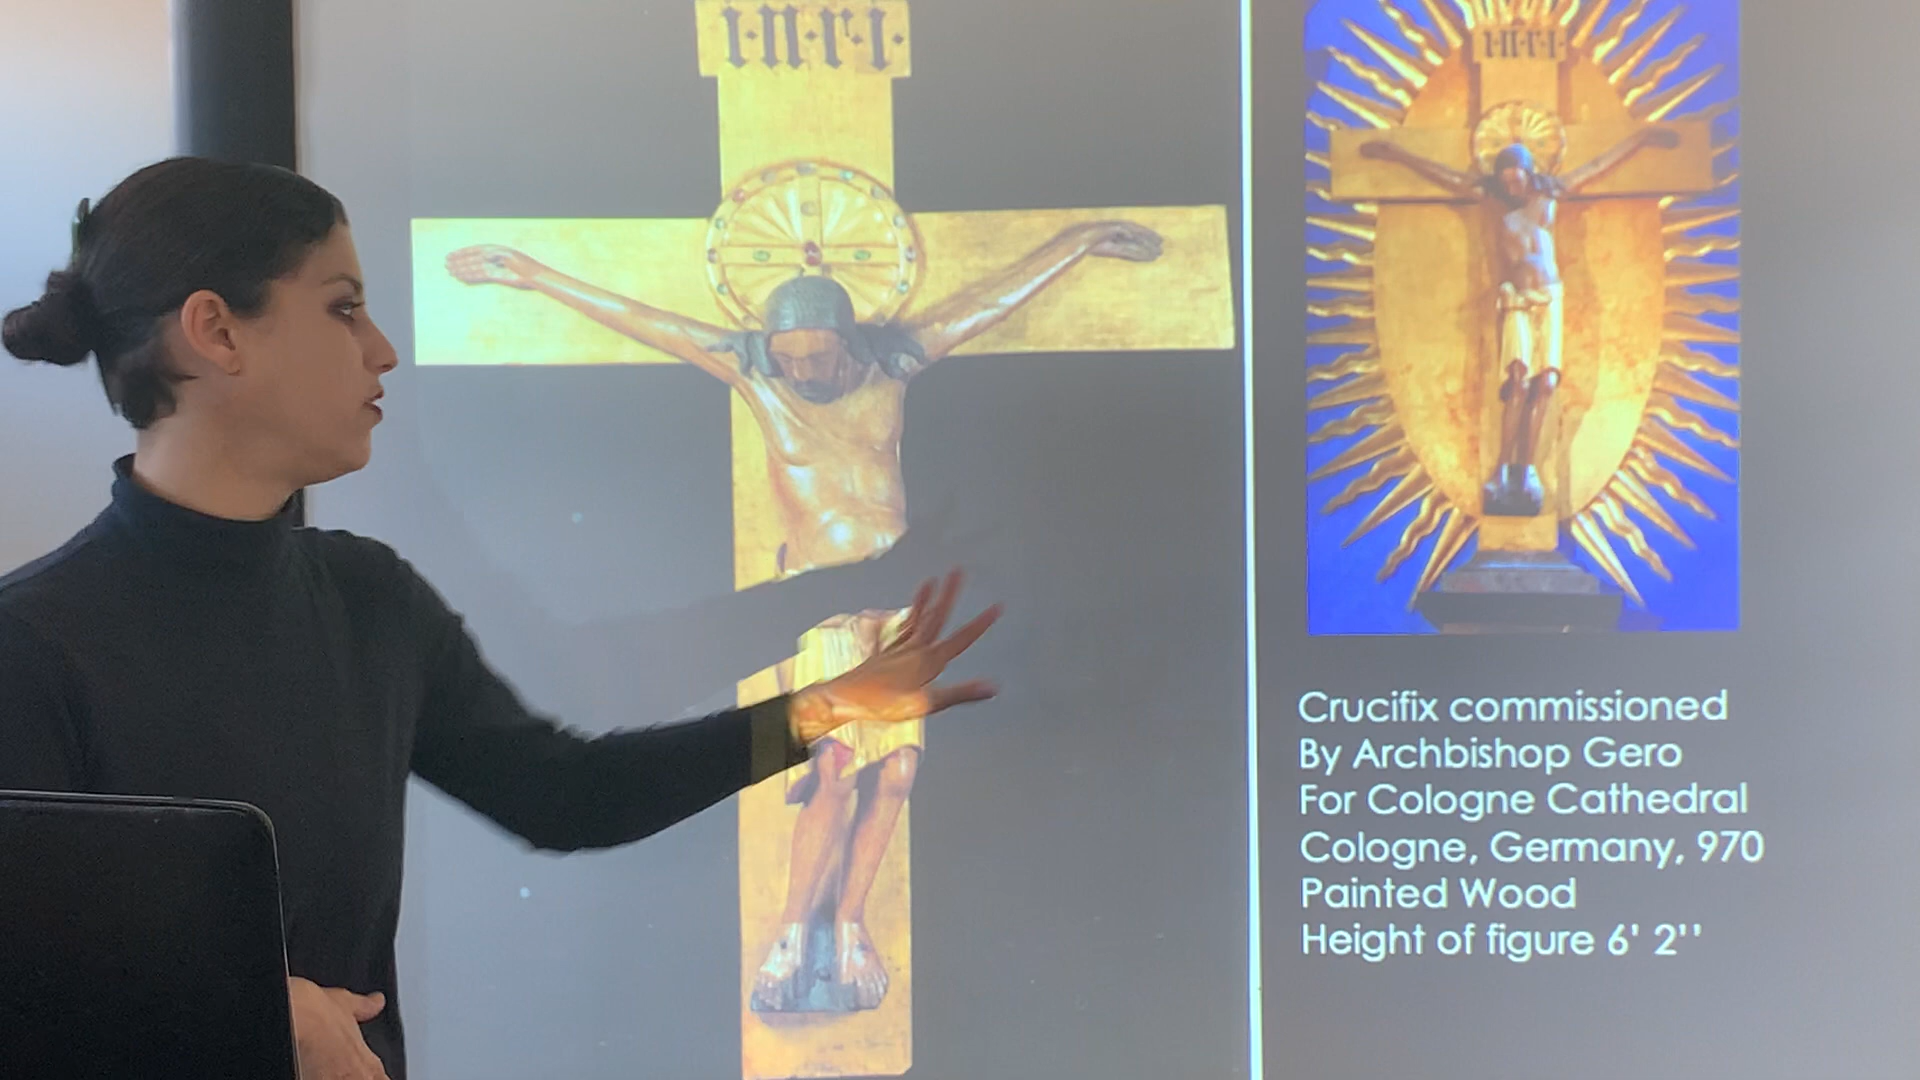 i·n·r·i·
i·n·r·i·
Crucifix commissioned
By Archbishop Gero
For Cologne Cathedral
Cologne, Germany, 970
Painted Wood
Height of figure 6' 2''